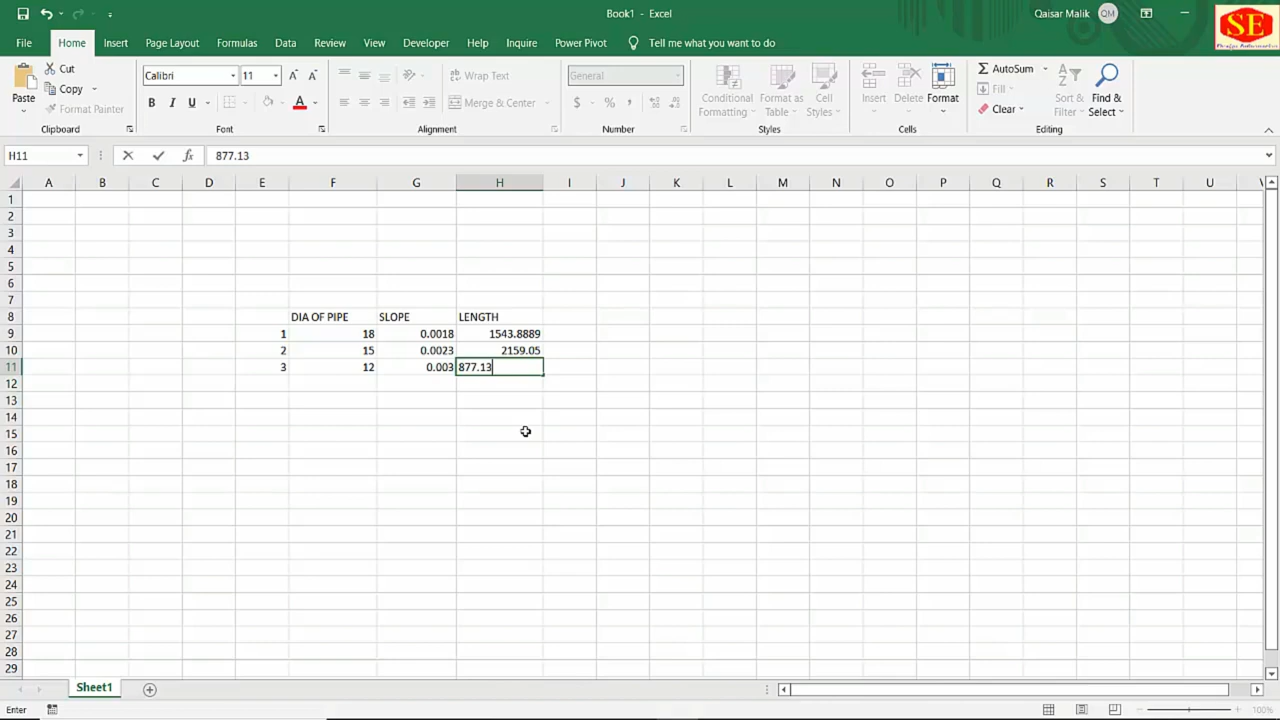 Book1 - Excel
Qaisar Malik QM
SE
File Home Insert Page Layout Formulas Data Review View Developer Help Inquire Power Pivot Tell me what you want to do
Cut
Copy
Format Painter
Paste
Calibri 11
B I U A
Wrap Text
Merge & Center
General
$ % ,
Conditional Formatting
Format as Table
Cell Styles
Insert Delete Format
AutoSum
Fill
Clear
Sort & Filter
Find & Select
Clipboard Font Alignment Number Styles Cells Editing
H11 fx 877.13
A B C D E F G H I J K L M N O P Q R S T U
1
2
3
4
5
6
7
8 DIA OF PIPE SLOPE LENGTH
9 1 18 0.0018 1543.8889
10 2 15 0.0023 2159.05
11 3 12 0.003 877.13
12
13
14
15
16
17
18
19
20
21
22
23
24
25
26
27
28
29
Sheet1
Enter 100%